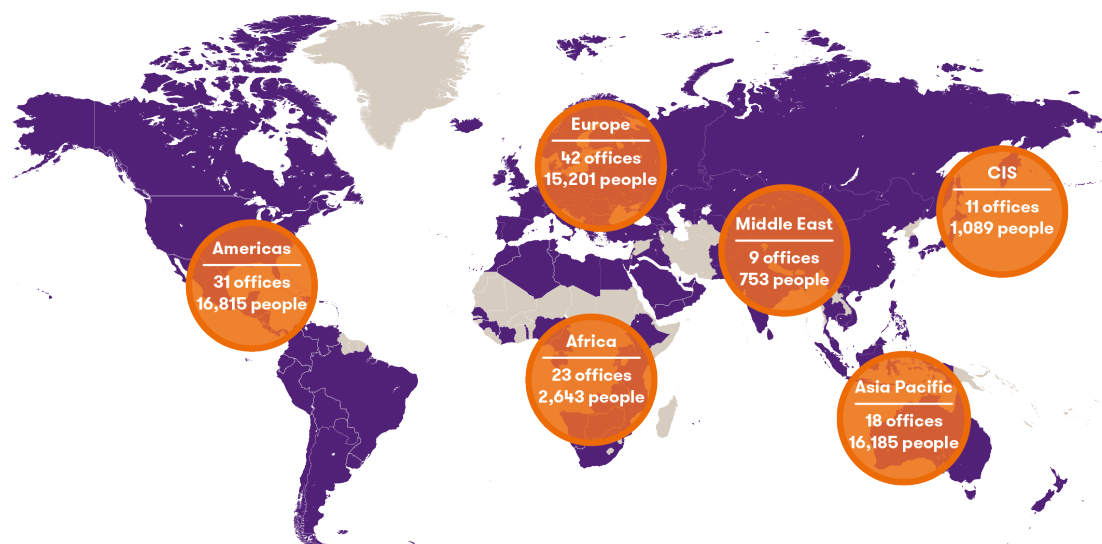 Europe
42 offices
15,201 people
CIS
11 offices
1,089 people
Middle East
9 offices
753 people
Americas
31 offices
16,815 people
Africa
23 offices
2,643 people
Asia Pacific
18 offices
16,185 people